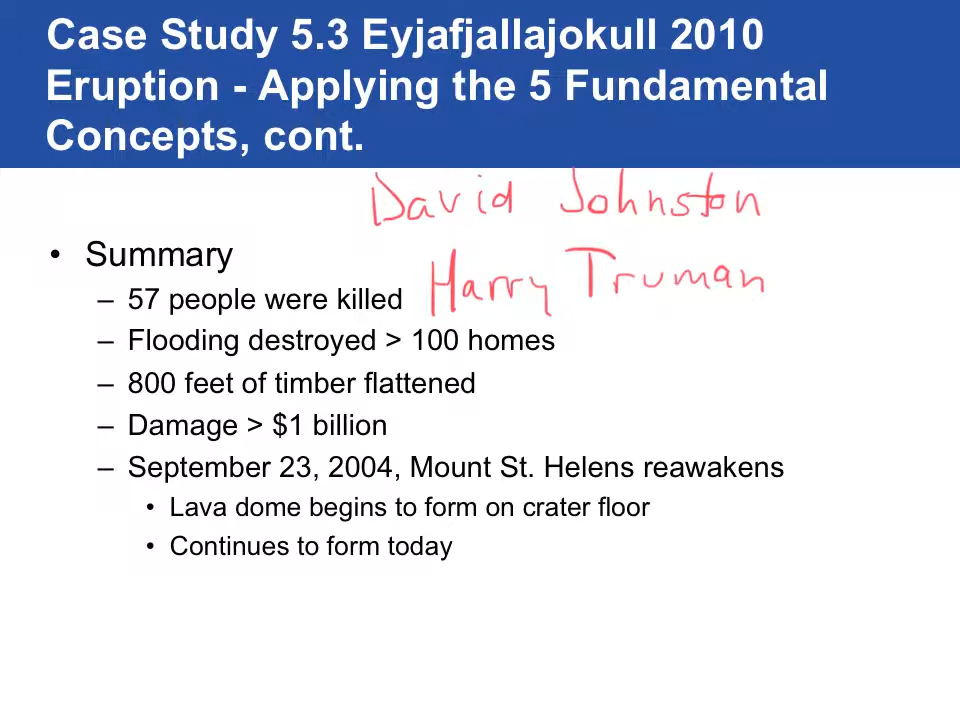 Case Study 5.3 Eyjafjallajokull 2010
Eruption - Applying the 5 Fundamental
Concepts, cont.
David Johnston
• Summary
Harry Truman
– 57 people were killed
– Flooding destroyed > 100 homes
– 800 feet of timber flattened
– Damage > $1 billion
– September 23, 2004, Mount St. Helens reawakens
• Lava dome begins to form on crater floor
• Continues to form today